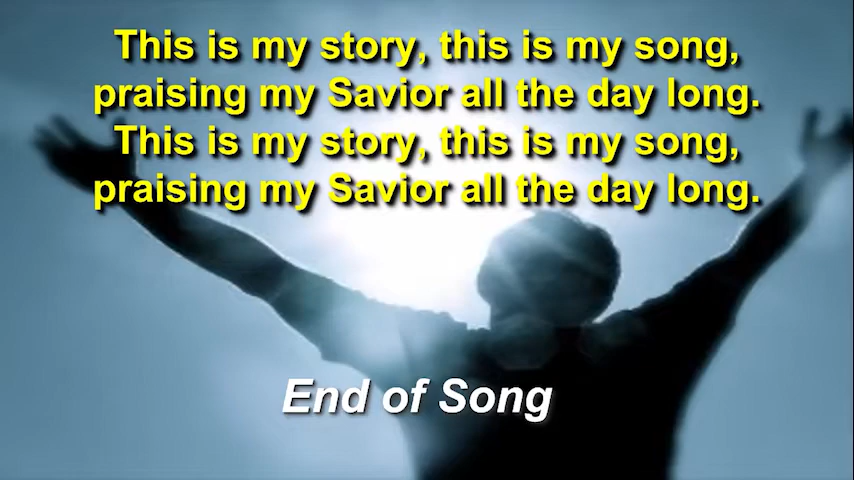 This is my story, this is my song,
praising my Savior all the day long.
This is my story, this is my song,
praising my Savior all the day long.
End of Song